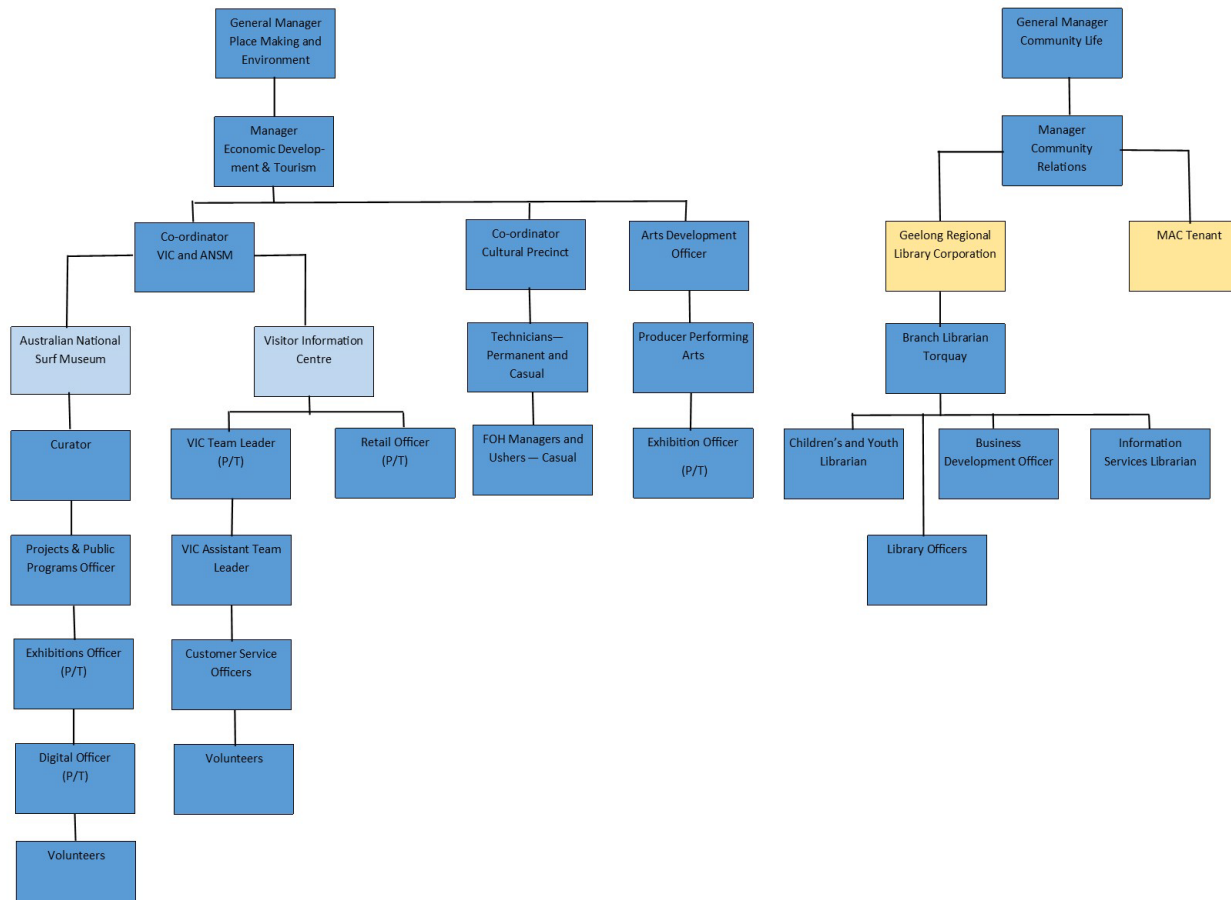 General Manager
Place Making and
Environment
General Manager
Community Life
Manager
Economic Develop-
ment & Tourism
Manager
Community
Relations
Co-ordinator
VIC and ANSM
Co-ordinator
Cultural Precinct
Arts Development
Officer
Geelong Regional
Library Corporation
MAC Tenant
Australian National
Surf Museum
Visitor Information
Centre
Technicians—
Permanent and
Casual
Producer Performing
Arts
Branch Librarian
Torquay
Curator
VIC Team Leader
(P/T)
Retail Officer
(P/T)
FOH Managers and
Ushers — Casual
Exhibition Officer
(P/T)
Children's and Youth
Librarian
Business
Development Officer
Information
Services Librarian
Projects & Public
Programs Officer
VIC Assistant Team
Leader
Library Officers
Exhibitions Officer
(P/T)
Customer Service
Officers
Digital Officer
(P/T)
Volunteers
Volunteers